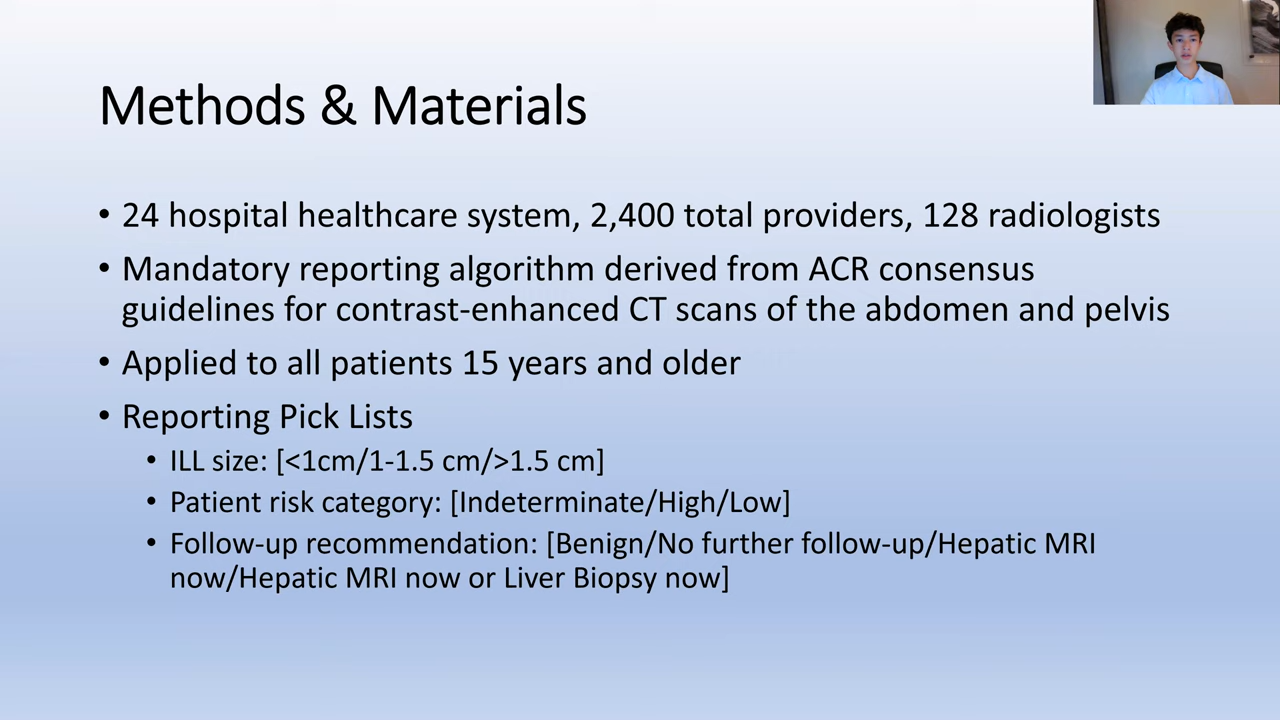 Methods & Materials
• 24 hospital healthcare system, 2,400 total providers, 128 radiologists
• Mandatory reporting algorithm derived from ACR consensus
guidelines for contrast-enhanced CT scans of the abdomen and pelvis
• Applied to all patients 15 years and older
• Reporting Pick Lists
• ILL size: [<1cm/1-1.5 cm/>1.5 cm]
• Patient risk category: [Indeterminate/High/Low]
• Follow-up recommendation: [Benign/No further follow-up/Hepatic MRI
now/Hepatic MRI now or Liver Biopsy now]